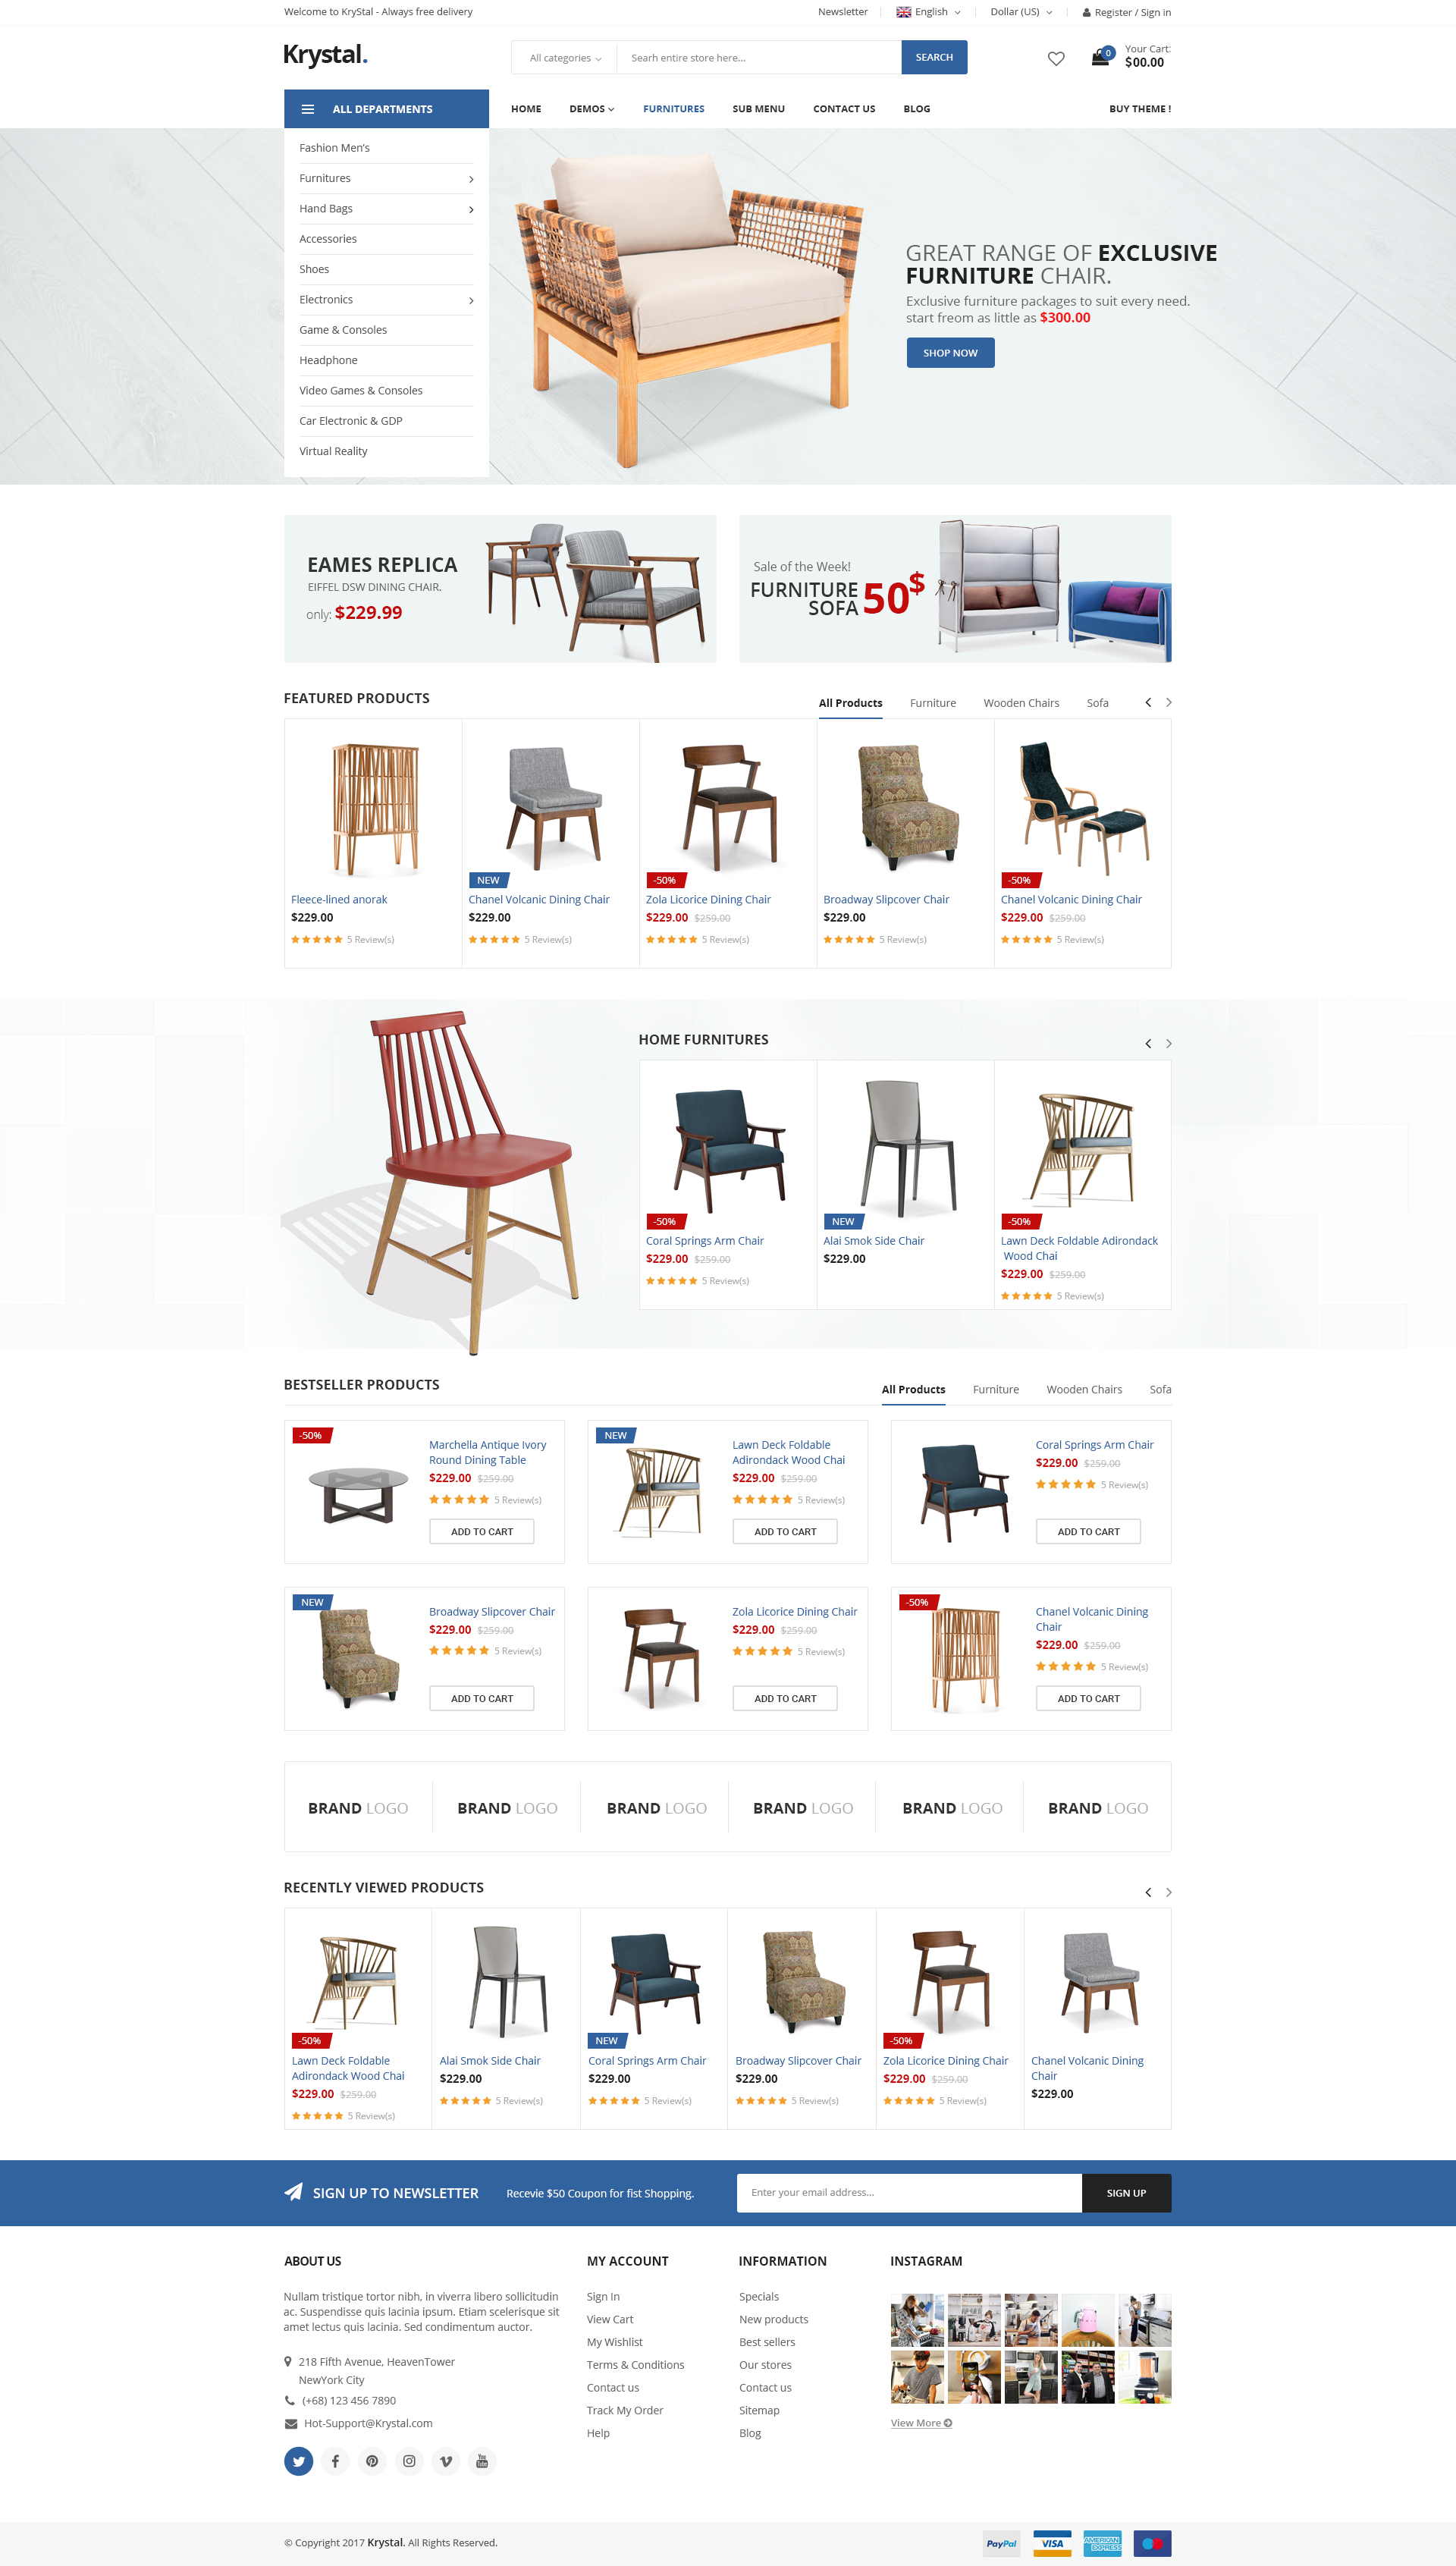 Welcome to KryStal - Always free delivery
Newsletter
English
Dollar (US)
Register / Sign in
Krystal.
All categories
Search entire store here...
SEARCH
0
Your Cart:
$00.00
ALL DEPARTMENTS
HOME
DEMOS
FURNITURES
SUB MENU
CONTACT US
BLOG
BUY THEME !
Fashion Men's
Furnitures
Hand Bags
Accessories
Shoes
Electronics
Game & Consoles
Headphone
Video Games & Consoles
Car Electronic & GDP
Virtual Reality
GREAT RANGE OF EXCLUSIVE
FURNITURE CHAIR.
Exclusive furniture packages to suit every need.
start freom as little as $300.00
SHOP NOW
EAMES REPLICA
EIFFEL DSW DINING CHAIR.
only: $229.99
Sale of the Week!
FURNITURE
SOFA
50$
FEATURED PRODUCTS
All Products
Furniture
Wooden Chairs
Sofa
Fleece-lined anorak
$229.00
5 Review(s)
NEW
Chanel Volcanic Dining Chair
$229.00
5 Review(s)
-50%
Zola Licorice Dining Chair
$229.00 $259.00
5 Review(s)
Broadway Slipcover Chair
$229.00
5 Review(s)
-50%
Chanel Volcanic Dining Chair
$229.00 $259.00
5 Review(s)
HOME FURNITURES
-50%
Coral Springs Arm Chair
$229.00 $259.00
5 Review(s)
NEW
Alai Smok Side Chair
$229.00
-50%
Lawn Deck Foldable Adirondack
Wood Chai
$229.00 $259.00
5 Review(s)
BESTSELLER PRODUCTS
All Products
Furniture
Wooden Chairs
Sofa
-50%
Marchella Antique Ivory
Round Dining Table
$229.00 $259.00
5 Review(s)
ADD TO CART
NEW
Lawn Deck Foldable
Adirondack Wood Chai
$229.00 $259.00
5 Review(s)
ADD TO CART
Coral Springs Arm Chair
$229.00 $259.00
5 Review(s)
ADD TO CART
NEW
Broadway Slipcover Chair
$229.00 $259.00
5 Review(s)
ADD TO CART
Zola Licorice Dining Chair
$229.00 $259.00
5 Review(s)
ADD TO CART
-50%
Chanel Volcanic Dining
Chair
$229.00 $259.00
5 Review(s)
ADD TO CART
BRAND LOGO
BRAND LOGO
BRAND LOGO
BRAND LOGO
BRAND LOGO
BRAND LOGO
RECENTLY VIEWED PRODUCTS
-50%
Lawn Deck Foldable
Adirondack Wood Chai
$229.00 $259.00
5 Review(s)
Alai Smok Side Chair
$229.00
5 Review(s)
NEW
Coral Springs Arm Chair
$229.00
5 Review(s)
Broadway Slipcover Chair
$229.00
5 Review(s)
-50%
Zola Licorice Dining Chair
$229.00 $259.00
5 Review(s)
Chanel Volcanic Dining
Chair
$229.00
SIGN UP TO NEWSLETTER
Recevie $50 Coupon for fist Shopping.
Enter your email address...
SIGN UP
ABOUT US
Nullam tristique tortor nibh, in viverra libero sollicitudin
ac. Suspendisse quis lacinia ipsum. Etiam scelerisque sit
amet lectus quis lacinia. Sed condimentum auctor.
218 Fifth Avenue, HeavenTower
NewYork City
(+68) 123 456 7890
Hot-Support@Krystal.com
You
Tube
MY ACCOUNT
Sign In
View Cart
My Wishlist
Terms & Conditions
Contact us
Track My Order
Help
INFORMATION
Specials
New products
Best sellers
Our stores
Contact us
Sitemap
Blog
INSTAGRAM
View More
© Copyright 2017 Krystal. All Rights Reserved.
PayPal
VISA
AMERICAN
EXPRESS